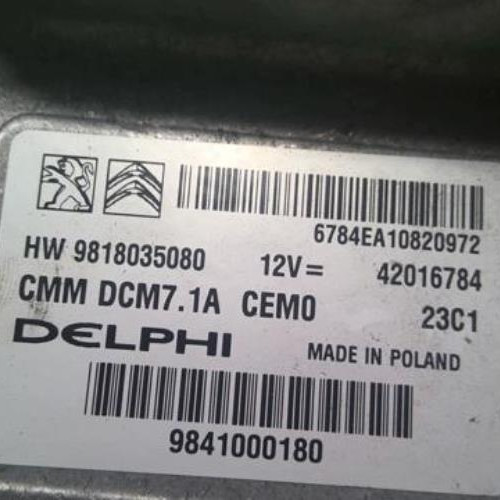 6784EA10820972
HW 9818035080 12V= 42016784
CMM DCM7.1A CEM0 23C1
DELPHI MADE IN POLAND
9841000180